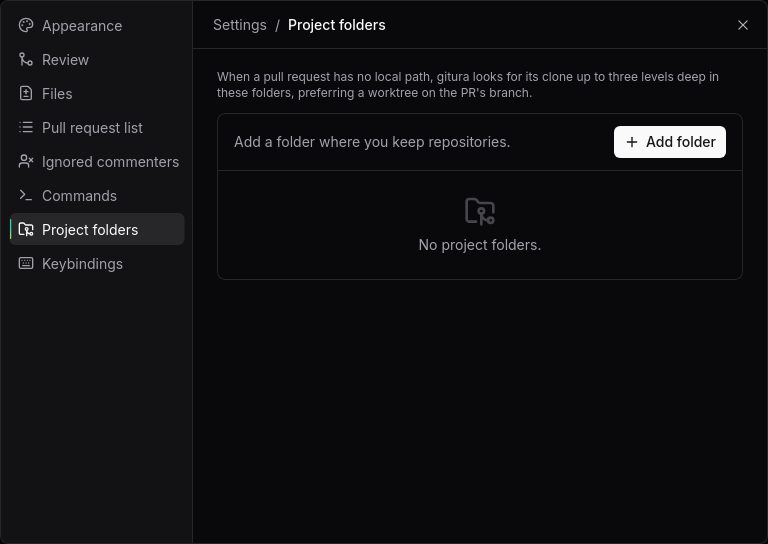 Appearance
Review
Files
Pull request list
Ignored commenters
Commands
Project folders
Keybindings
Settings / Project folders
When a pull request has no local path, gitura looks for its clone up to three levels deep in
these folders, preferring a worktree on the PR's branch.
Add a folder where you keep repositories.
Add folder
No project folders.